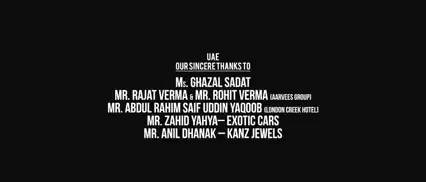 UAE
OUR SINCERE THANKS TO
Ms. GHAZAL SADAT
MR. RAJAT VERMA & MR. ROHIT VERMA (AARVEES GROUP)
MR. ABDUL RAHIM SAIF UDDIN YAQOOB (LONDON CREEK HOTEL)
MR. ZAHID YAHYA– EXOTIC CARS
MR. ANIL DHANAK – KANZ JEWELS